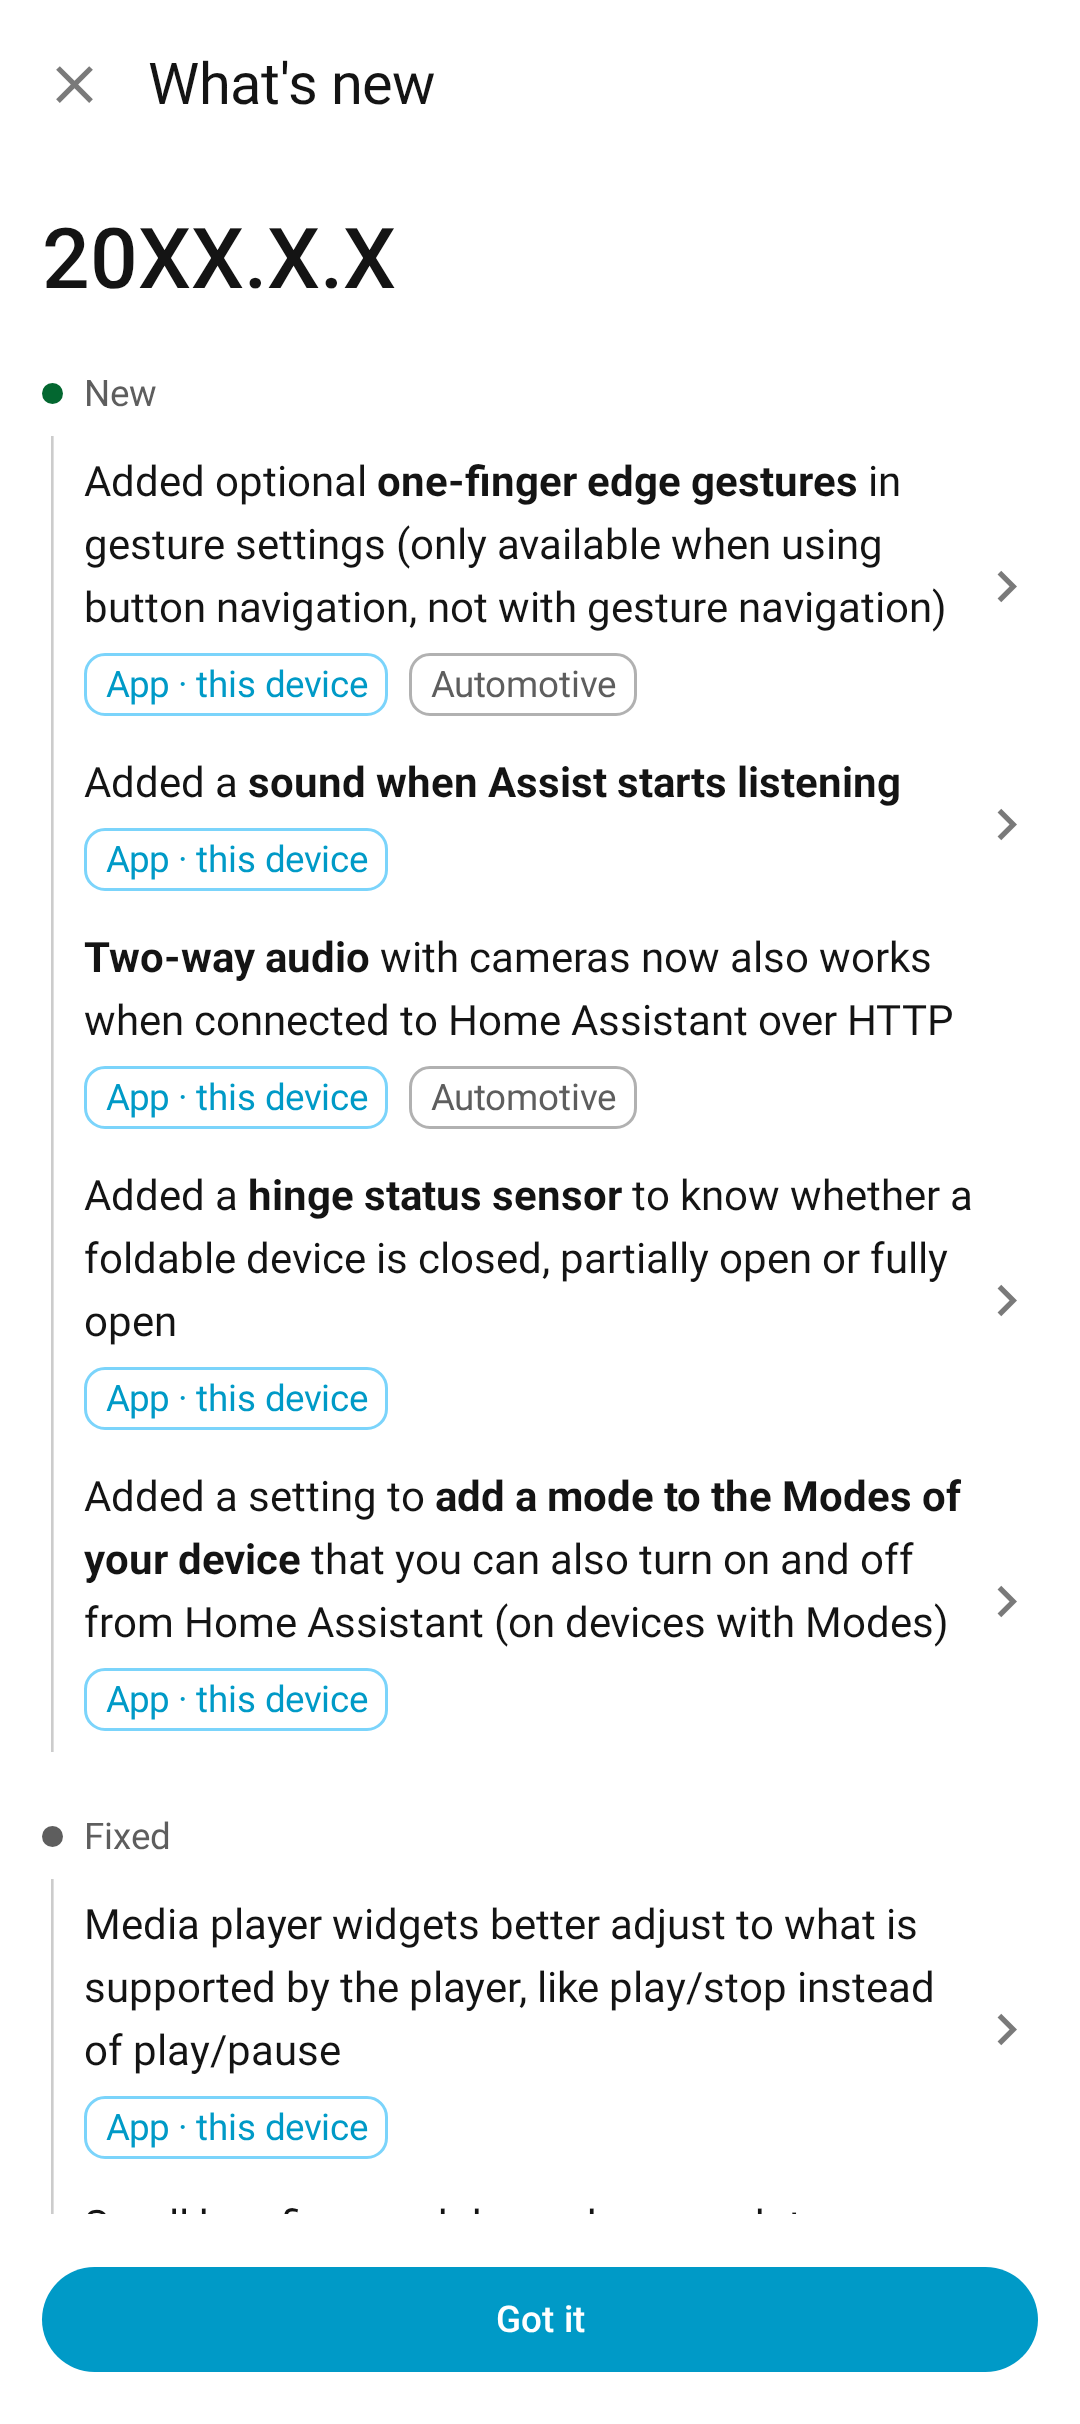 What's new
20XX.X.X
New
Added optional one-finger edge gestures in
gesture settings (only available when using
button navigation, not with gesture navigation)
App · this device Automotive
Added a sound when Assist starts listening
App · this device
Two-way audio with cameras now also works
when connected to Home Assistant over HTTP
App · this device Automotive
Added a hinge status sensor to know whether a
foldable device is closed, partially open or fully
open
App · this device
Added a setting to add a mode to the Modes of
your device that you can also turn on and off
from Home Assistant (on devices with Modes)
App · this device
Fixed
Media player widgets better adjust to what is
supported by the player, like play/stop instead
of play/pause
App · this device
Got it